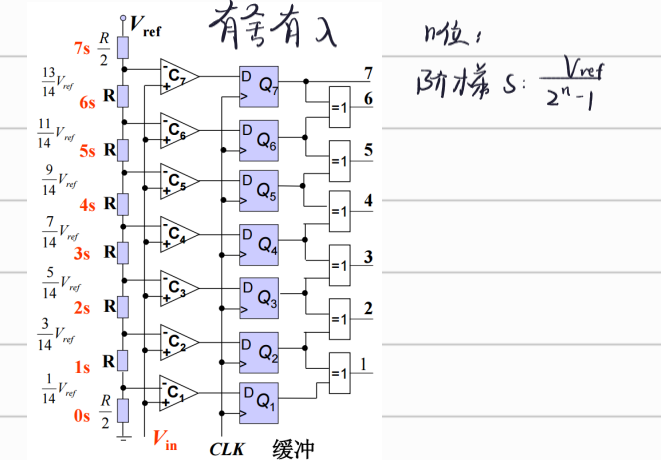 有舍有入
n位:
阶梯 S: Vref / 2ⁿ-1
Vref
7s R/2
13/14 Vref
6s R
11/14 Vref
5s R
9/14 Vref
4s R
7/14 Vref
3s R
5/14 Vref
2s R
3/14 Vref
1s R
1/14 Vref
0s R/2
- C7 +
- C6 +
- C5 +
- C4 +
- C3 +
- C2 +
- C1 +
D Q7
D Q6
D Q5
D Q4
D Q3
D Q2
D Q1
7
=1 6
=1 5
=1 4
=1 3
=1 2
=1 1
Vin CLK 缓冲